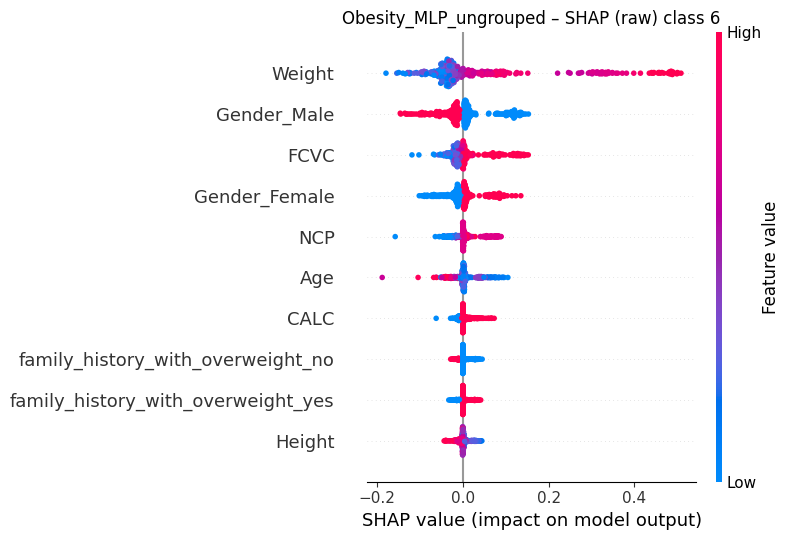 Obesity_MLP_ungrouped – SHAP (raw) class 6
High
Weight
Gender_Male
FCVC
Gender_Female
NCP
Age
CALC
family_history_with_overweight_no
family_history_with_overweight_yes
Height
Feature value
Low
−0.2 0.0 0.2 0.4
SHAP value (impact on model output)